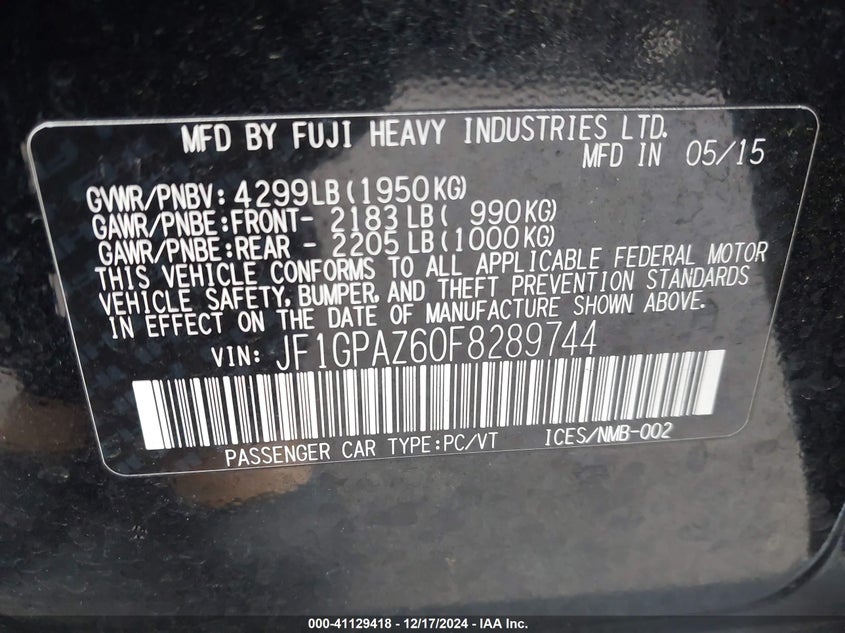 MFD BY FUJI HEAVY INDUSTRIES LTD.
MFD IN 05/15
GVWR/PNBV: 4299LB(1950KG)
GAWR/PNBE:FRONT- 2183LB( 990KG)
GAWR/PNBE:REAR - 2205LB(1000KG)
THIS VEHICLE CONFORMS TO ALL APPLICABLE FEDERAL MOTOR
VEHICLE SAFETY, BUMPER, AND THEFT PREVENTION STANDARDS
IN EFFECT ON THE DATE OF MANUFACTURE SHOWN ABOVE.
VIN: JF1GPAZ60F8289744
PASSENGER CAR TYPE:PC/VT ICES/NMB-002
000-41129418 - 12/17/2024 - IAA Inc.